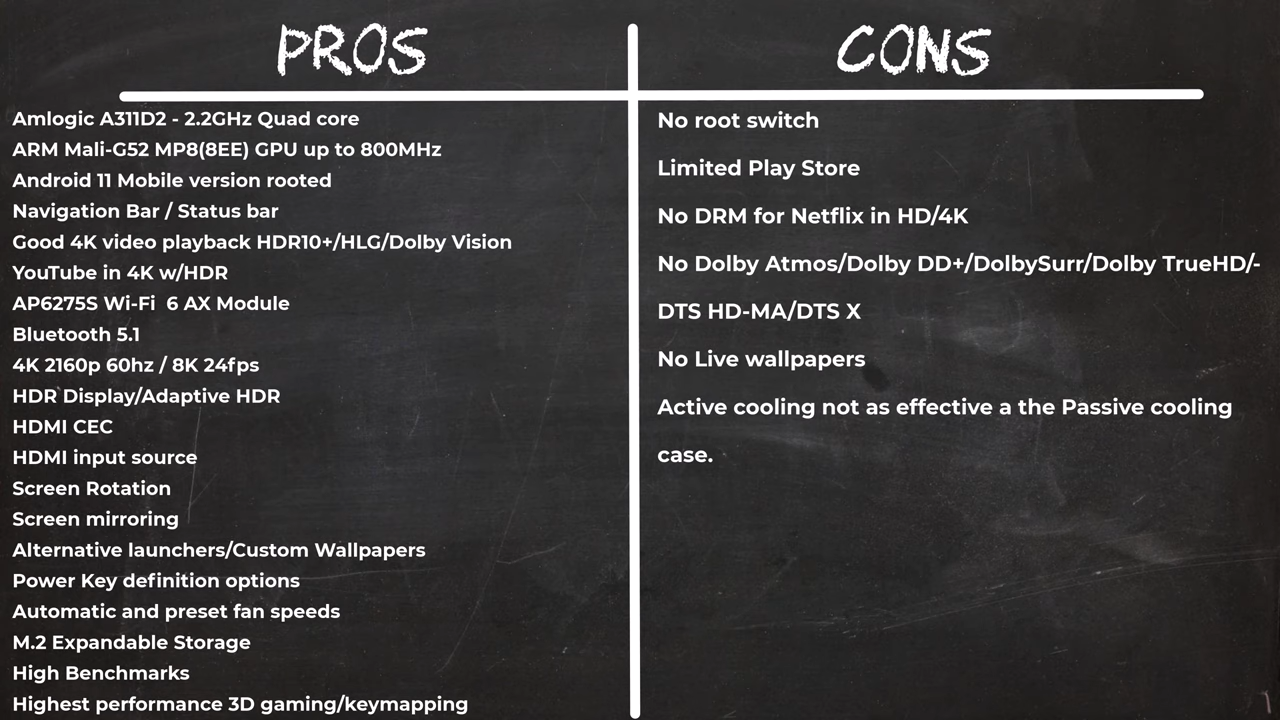 PROS
Amlogic A311D2 - 2.2GHz Quad core
ARM Mali-G52 MP8(8EE) GPU up to 800MHz
Android 11 Mobile version rooted
Navigation Bar / Status bar
Good 4K video playback HDR10+/HLG/Dolby Vision
YouTube in 4K w/HDR
AP6275S Wi-Fi  6 AX Module
Bluetooth 5.1
4K 2160p 60hz / 8K 24fps
HDR Display/Adaptive HDR
HDMI CEC
HDMI input source
Screen Rotation
Screen mirroring
Alternative launchers/Custom Wallpapers
Power Key definition options
Automatic and preset fan speeds
M.2 Expandable Storage
High Benchmarks
Highest performance 3D gaming/keymapping
CONS
No root switch
Limited Play Store
No DRM for Netflix in HD/4K
No Dolby Atmos/Dolby DD+/DolbySurr/Dolby TrueHD/-
DTS HD-MA/DTS X
No Live wallpapers
Active cooling not as effective a the Passive cooling
case.